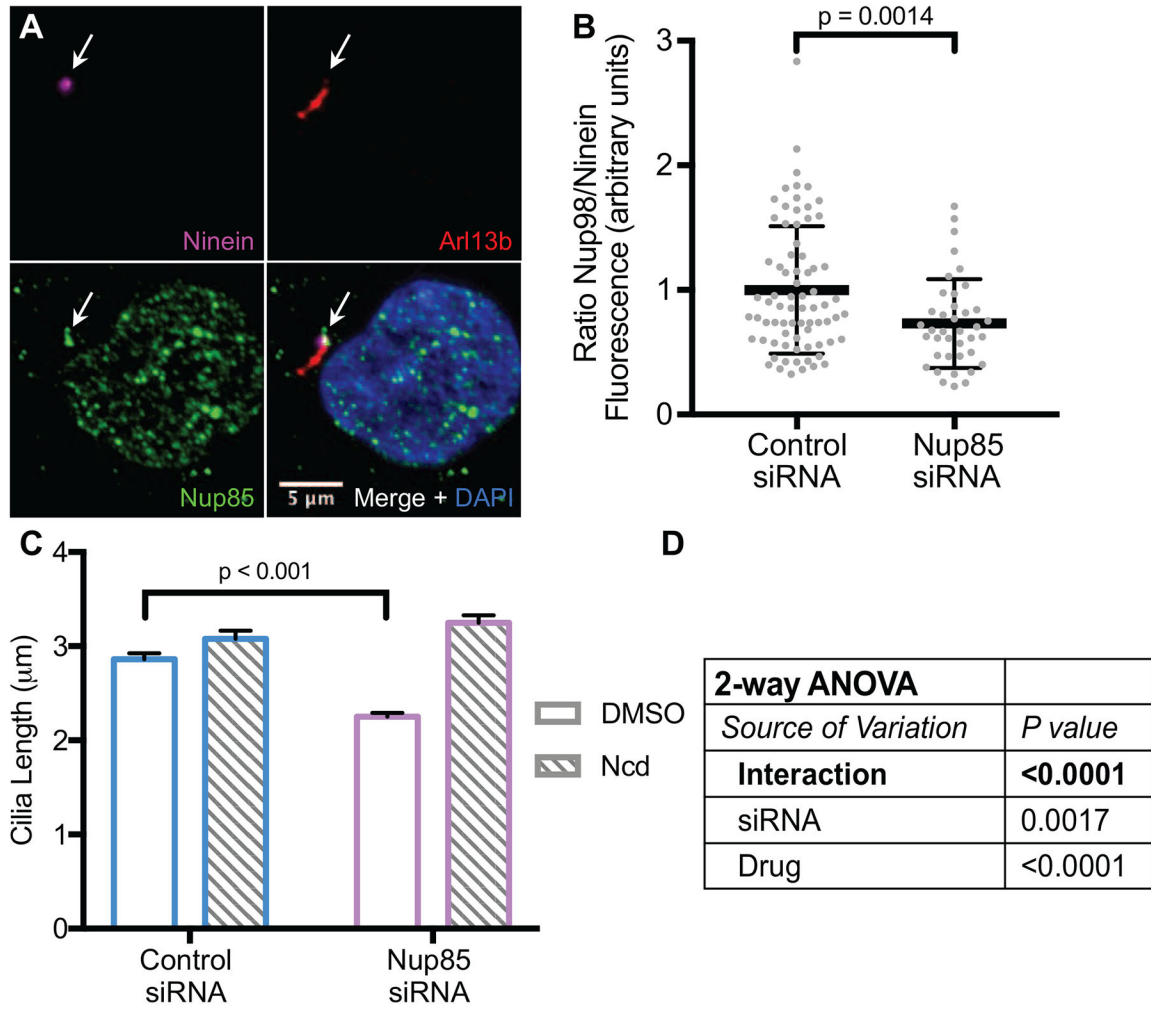 A
Ninein
Arl13b
Nup85
5 μm
Merge + DAPI
B
p = 0.0014
Ratio Nup98/Ninein
Fluorescence (arbitrary units)
3
2
1
0
Control
siRNA
Nup85
siRNA
C
p < 0.001
Cilia Length (μm)
4
3
2
1
0
Control
siRNA
Nup85
siRNA
DMSO
Ncd
D
2-way ANOVA
Source of Variation P value
Interaction <0.0001
siRNA 0.0017
Drug <0.0001